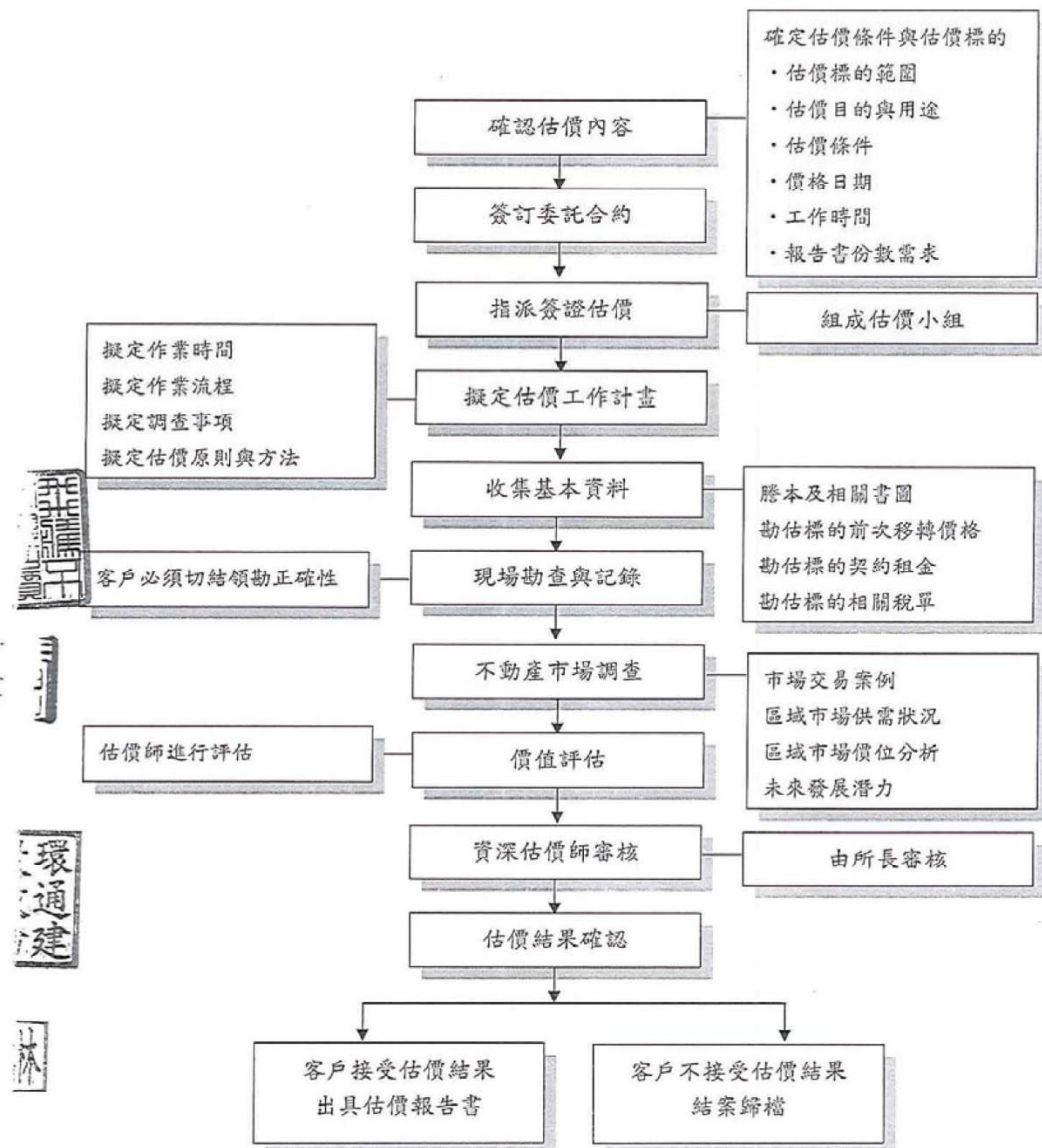 確定估價條件與估價標的
・估價標的範圍
・估價目的與用途
・估價條件
・價格日期
・工作時間
・報告書份數需求
確認估價內容
簽訂委託合約
指派簽證估價
組成估價小組
擬定作業時間
擬定作業流程
擬定調查事項
擬定估價原則與方法
擬定估價工作計畫
收集基本資料
謄本及相關書圖
勘估標的前次移轉價格
勘估標的契約租金
勘估標的相關稅單
客戶必須切結領勘正確性
現場勘查與記錄
不動產市場調查
市場交易案例
區域市場供需狀況
區域市場價位分析
未來發展潛力
估價師進行評估
價值評估
資深估價師審核
由所長審核
環通建
估價結果確認
林
客戶接受估價結果
出具估價報告書
客戶不接受估價結果
結案歸檔